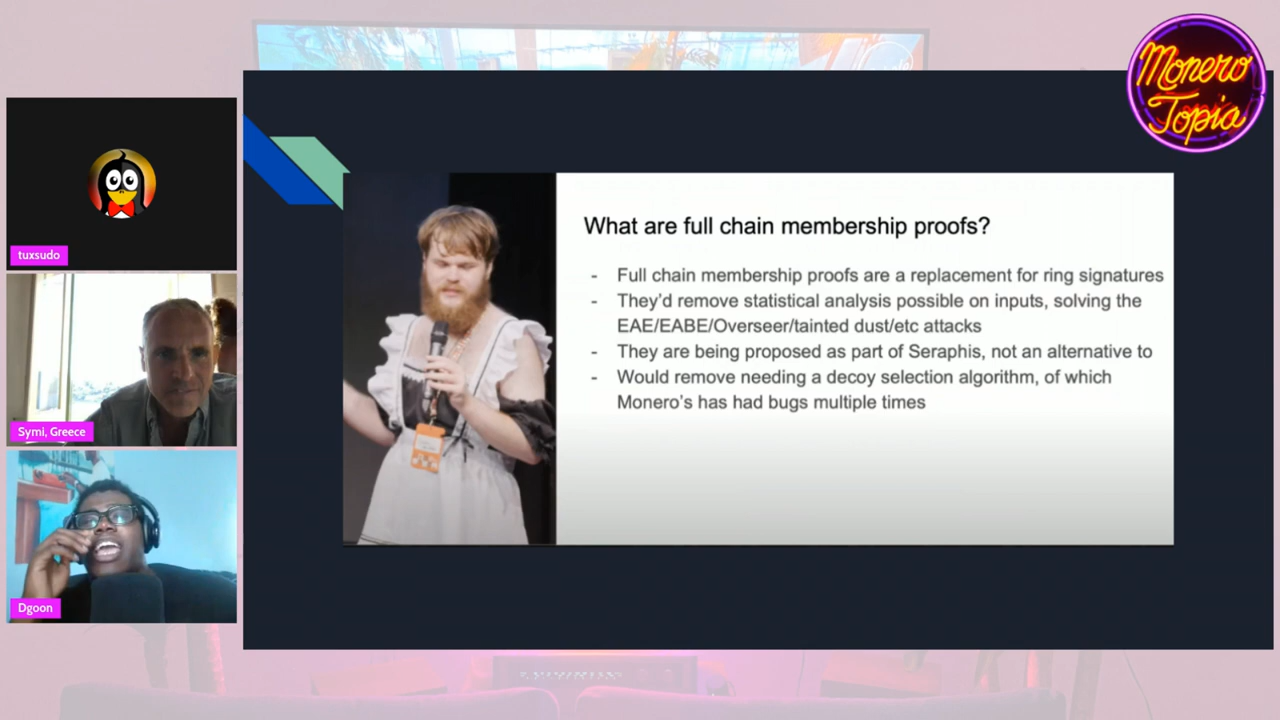 Monero
Topia
tuxsudo
Symi, Greece
Dgoon
What are full chain membership proofs?
- Full chain membership proofs are a replacement for ring signatures
- They'd remove statistical analysis possible on inputs, solving the
EAE/EABE/Overseer/tainted dust/etc attacks
- They are being proposed as part of Seraphis, not an alternative to
- Would remove needing a decoy selection algorithm, of which
Monero's has had bugs multiple times